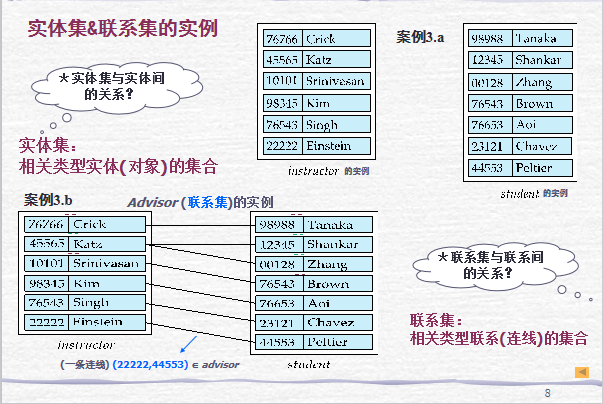 实体集&联系集的实例
76766 Crick
45565 Katz
10101 Srinivasan
98345 Kim
76543 Singh
22222 Einstein
instructor 的实例
案例3.a
98988 Tanaka
12345 Shankar
00128 Zhang
76543 Brown
76653 Aoi
23121 Chavez
44553 Peltier
student 的实例
*实体集与实体间
的关系?
实体集:
相关类型实体(对象)的集合
案例3.b
Advisor (联系集)的实例
76766 Crick
45565 Katz
10101 Srinivasan
98345 Kim
76543 Singh
22222 Einstein
instructor
98988 Tanaka
12345 Shankar
00128 Zhang
76543 Brown
76653 Aoi
23121 Chavez
44553 Peltier
student
(一条连线) (22222,44553) ∈ advisor
*联系集与联系间
的关系?
联系集:
相关类型联系(连线)的集合
8